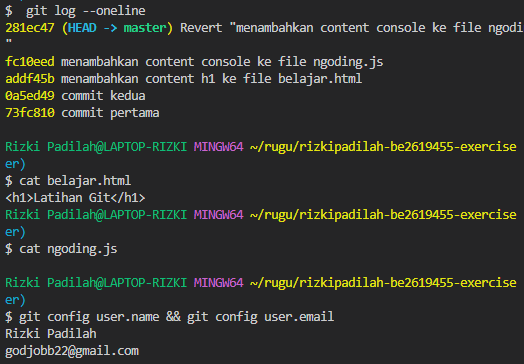 $  git log --oneline
281ec47 (HEAD -> master) Revert "menambahkan content console ke file ngodi
"
fc10eed menambahkan content console ke file ngoding.js
addf45b menambahkan content h1 ke file belajar.html
0a5ed49 commit kedua
73fc810 commit pertama
Rizki Padilah@LAPTOP-RIZKI MINGW64 ~/rugu/rizkipadilah-be2619455-exercise
er)
$ cat belajar.html
<h1>Latihan Git</h1>
Rizki Padilah@LAPTOP-RIZKI MINGW64 ~/rugu/rizkipadilah-be2619455-exercise
er)
$ cat ngoding.js
Rizki Padilah@LAPTOP-RIZKI MINGW64 ~/rugu/rizkipadilah-be2619455-exercise
er)
$ git config user.name && git config user.email
Rizki Padilah
godjobb22@gmail.com